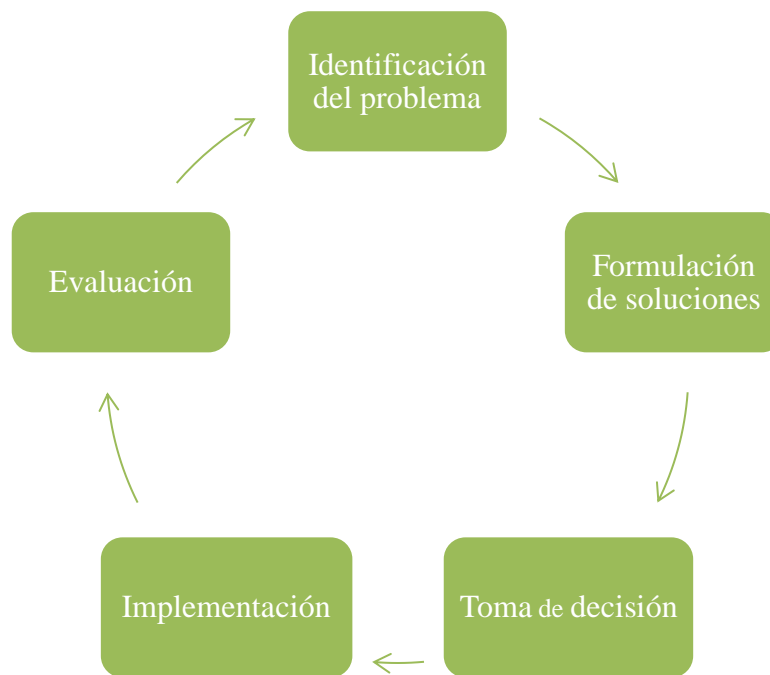 Identificación
del problema
Formulación
de soluciones
Toma de decisión
Implementación
Evaluación